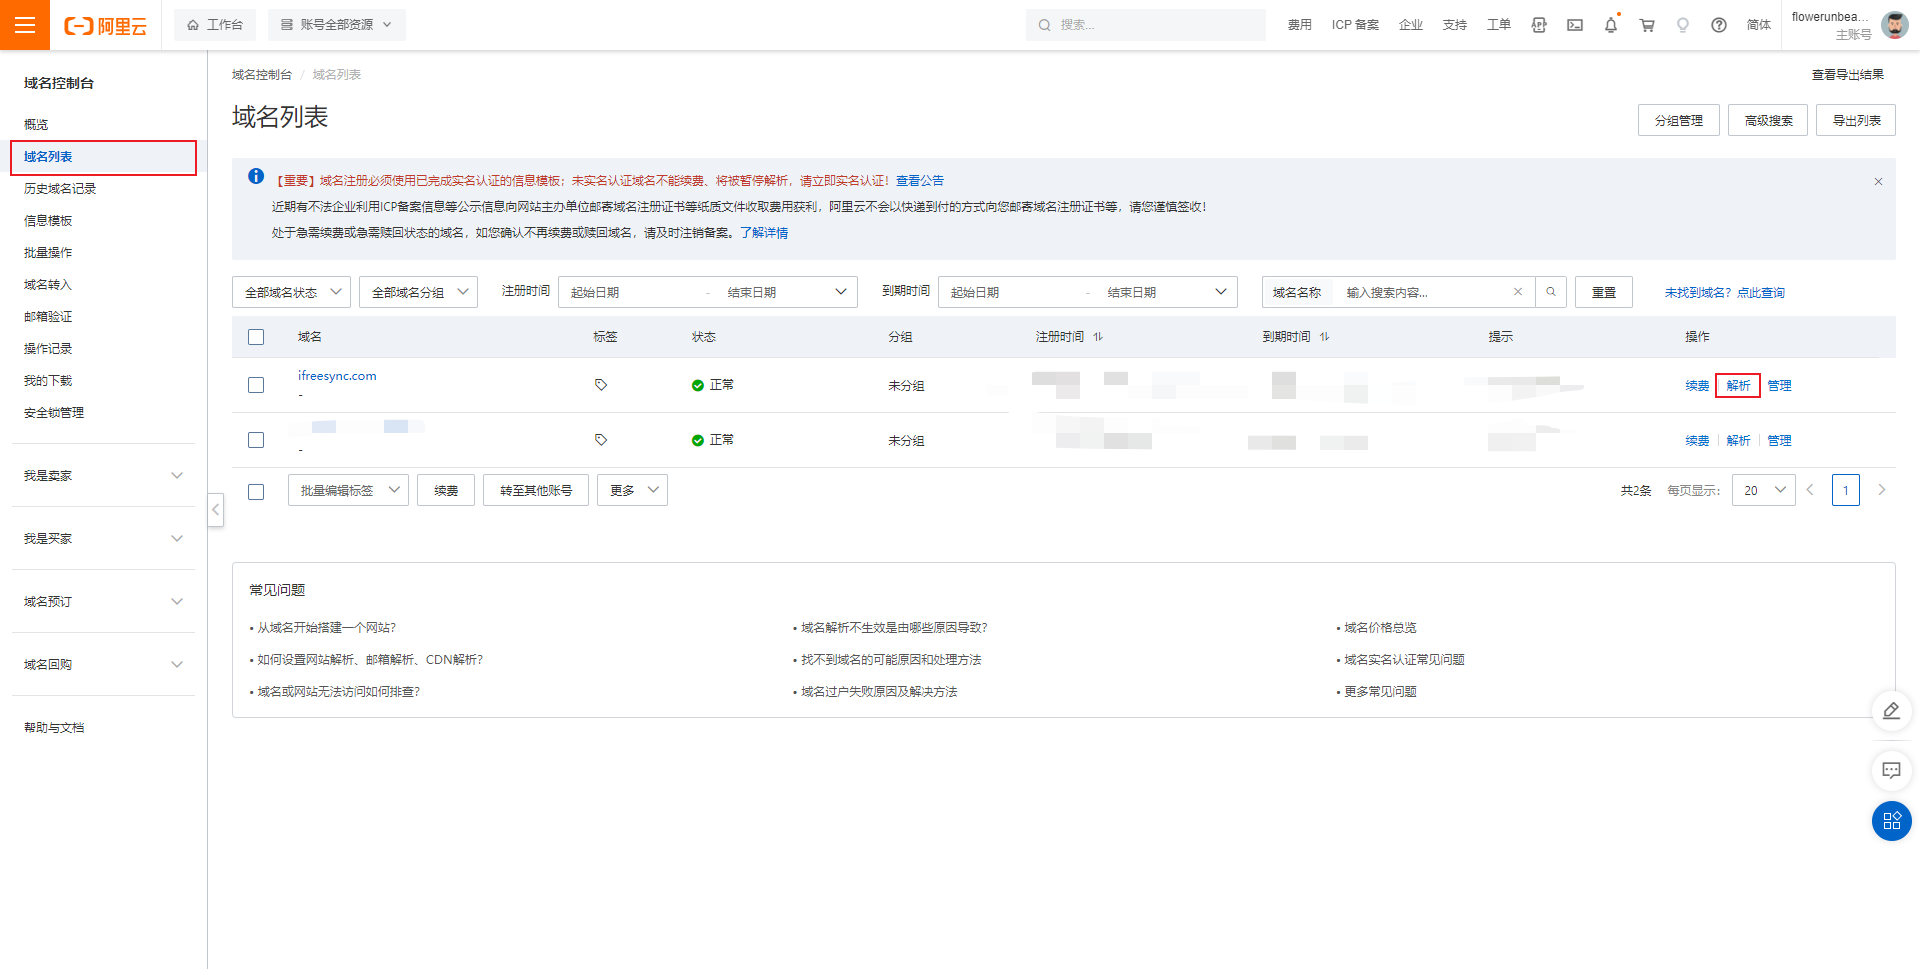 阿里云
工作台
账号全部资源
搜索...
费用
ICP 备案
企业
支持
工单
简体
flowerunbea...
主账号
域名控制台
概览
域名列表
历史域名记录
信息模板
批量操作
域名转入
邮箱验证
操作记录
我的下载
安全锁管理
我是卖家
我是买家
域名预订
域名回购
帮助与文档
域名控制台 / 域名列表
查看导出结果
域名列表
分组管理
高级搜索
导出列表
【重要】域名注册必须使用已完成实名认证的信息模板；未实名认证域名不能续费、将被暂停解析，请立即实名认证！查看公告
近期有不法企业利用ICP备案信息等公示信息向网站主办单位邮寄域名注册证书等纸质文件收取费用获利，阿里云不会以快递到付的方式向您邮寄域名注册证书等，请您谨慎签收！
处于急需续费或急需赎回状态的域名，如您确认不再续费或赎回域名，请及时注销备案。了解详情
全部域名状态
全部域名分组
注册时间
起始日期 - 结束日期
到期时间
起始日期 - 结束日期
域名名称
输入搜索内容...
重置
未找到域名？点此查询
域名 标签 状态 分组 注册时间 到期时间 提示 操作
ifreesync.com
-
正常 未分组 续费 解析 管理
-
正常 未分组 续费 解析 管理
批量编辑标签
续费
转至其他账号
更多
共2条 每页显示： 20 1
常见问题
• 从域名开始搭建一个网站？
• 域名解析不生效是由哪些原因导致？
• 域名价格总览
• 如何设置网站解析、邮箱解析、CDN解析？
• 找不到域名的可能原因和处理方法
• 域名实名认证常见问题
• 域名或网站无法访问如何排查？
• 域名过户失败原因及解决方法
• 更多常见问题